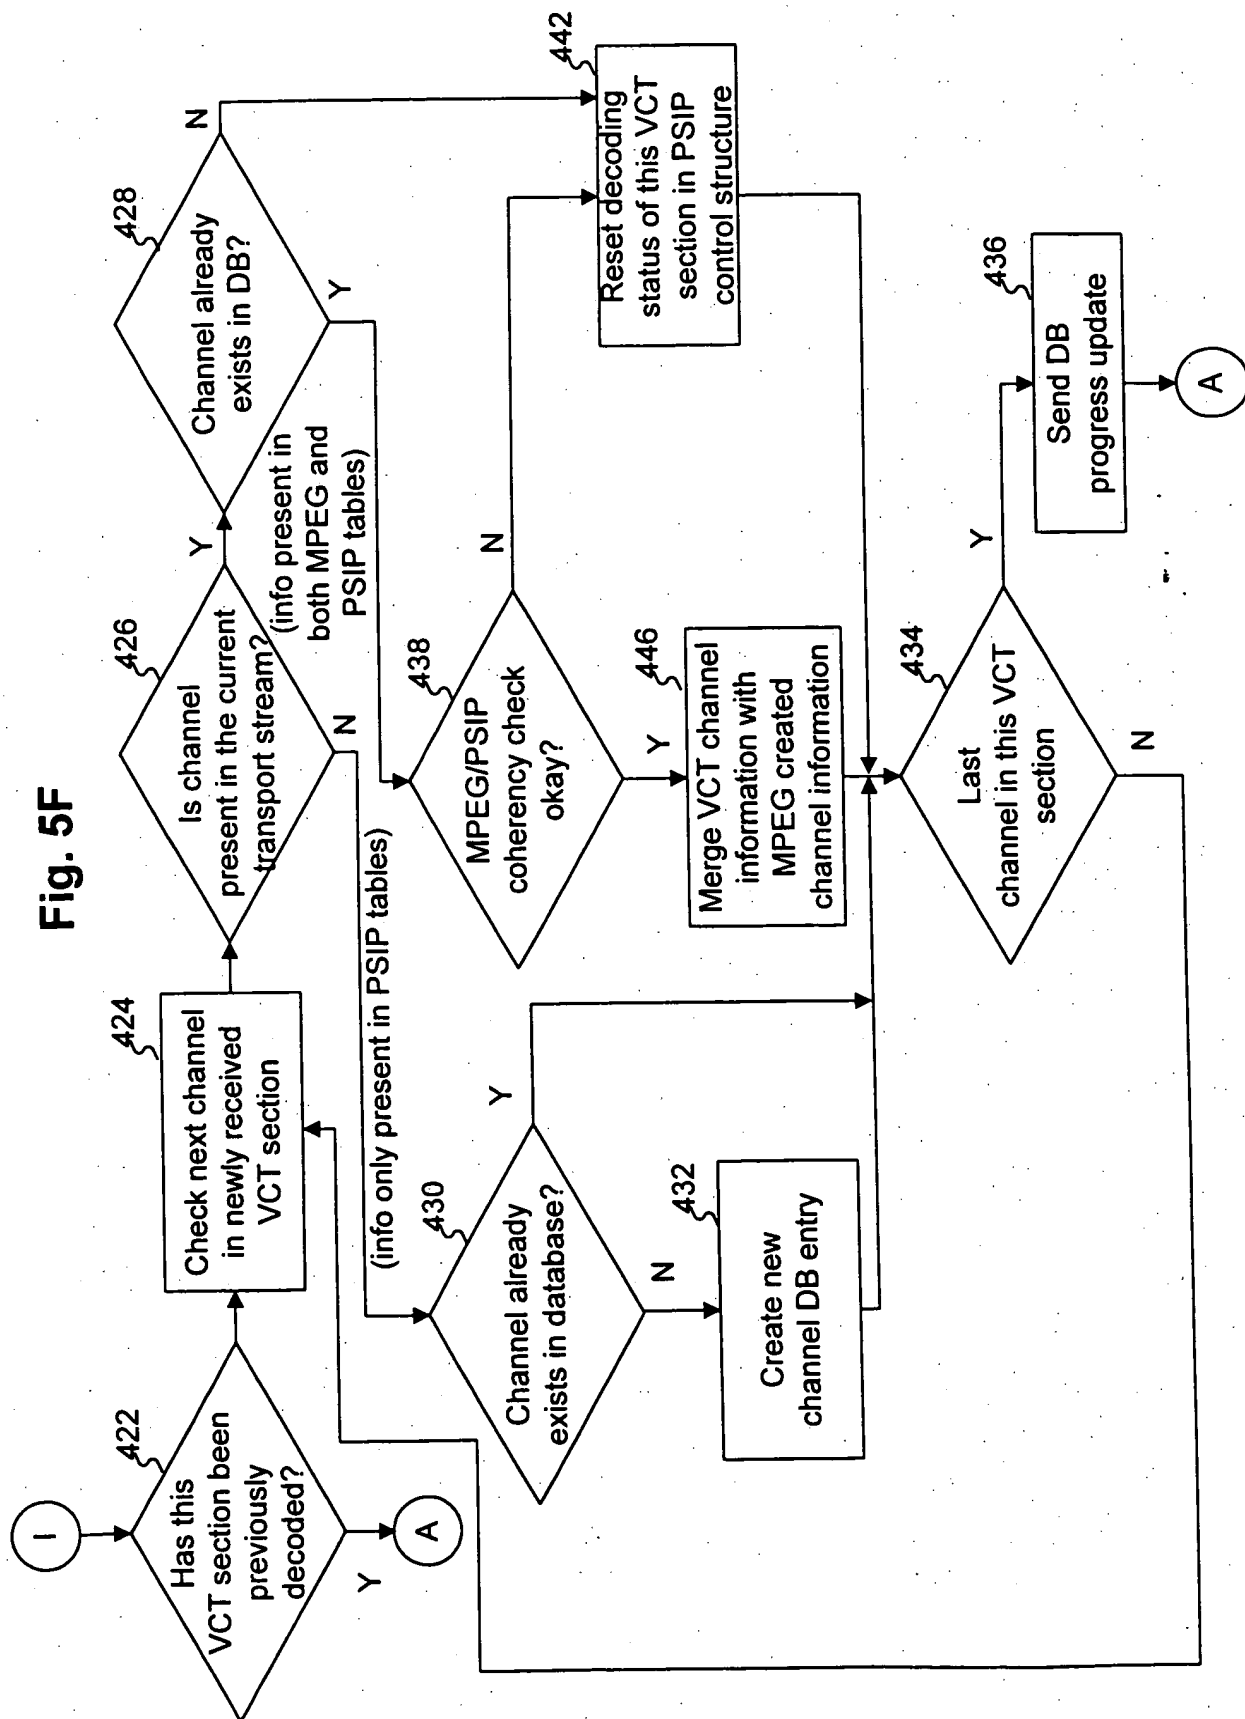 Fig. 5F
I
422
Has this
VCT section been
previously
decoded?
Y
A
424
Check next channel
in newly received
VCT section
426
Is channel
present in the current
transport stream?
Y
N
428
Channel already
exists in DB?
N
Y
(info present in
both MPEG and
PSIP tables)
(info only present in PSIP tables)
430
Channel already
exists in database?
Y
N
432
Create new
channel DB entry
438
MPEG/PSIP
coherency check
okay?
N
Y
442
Reset decoding
status of this VCT
section in PSIP
control structure
446
Merge VCT channel
information with
MPEG created
channel information
434
Last
channel in this VCT
section
Y
N
436
Send DB
progress update
A